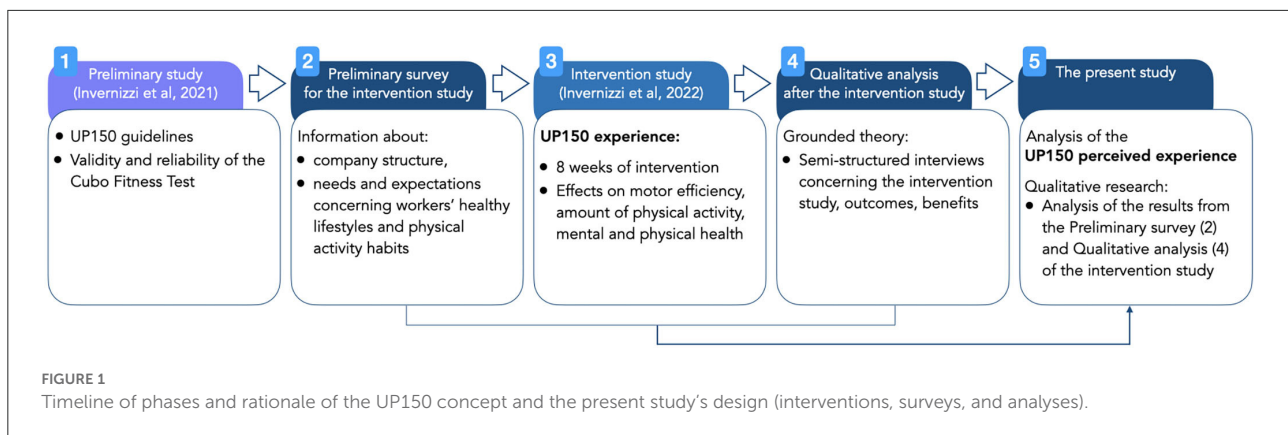 1
Preliminary study
(Invernizzi et al, 2021)
● UP150 guidelines
● Validity and reliability of the
Cubo Fitness Test
2
Preliminary survey
for the intervention study
Information about:
● company structure,
● needs and expectations
concerning workers’ healthy
lifestyles and physical
activity habits
3
Intervention study
(Invernizzi et al, 2022)
UP150 experience:
● 8 weeks of intervention
● Effects on motor efficiency,
amount of physical activity,
mental and physical health
4
Qualitative analysis
after the intervention study
Grounded theory:
● Semi-structured interviews
concerning the intervention
study, outcomes, benefits
5
The present study
Analysis of the
UP150 perceived experience
Qualitative research:
● Analysis of the results from
the Preliminary survey (2)
and Qualitative analysis (4)
of the intervention study
FIGURE 1
Timeline of phases and rationale of the UP150 concept and the present study’s design (interventions, surveys, and analyses).